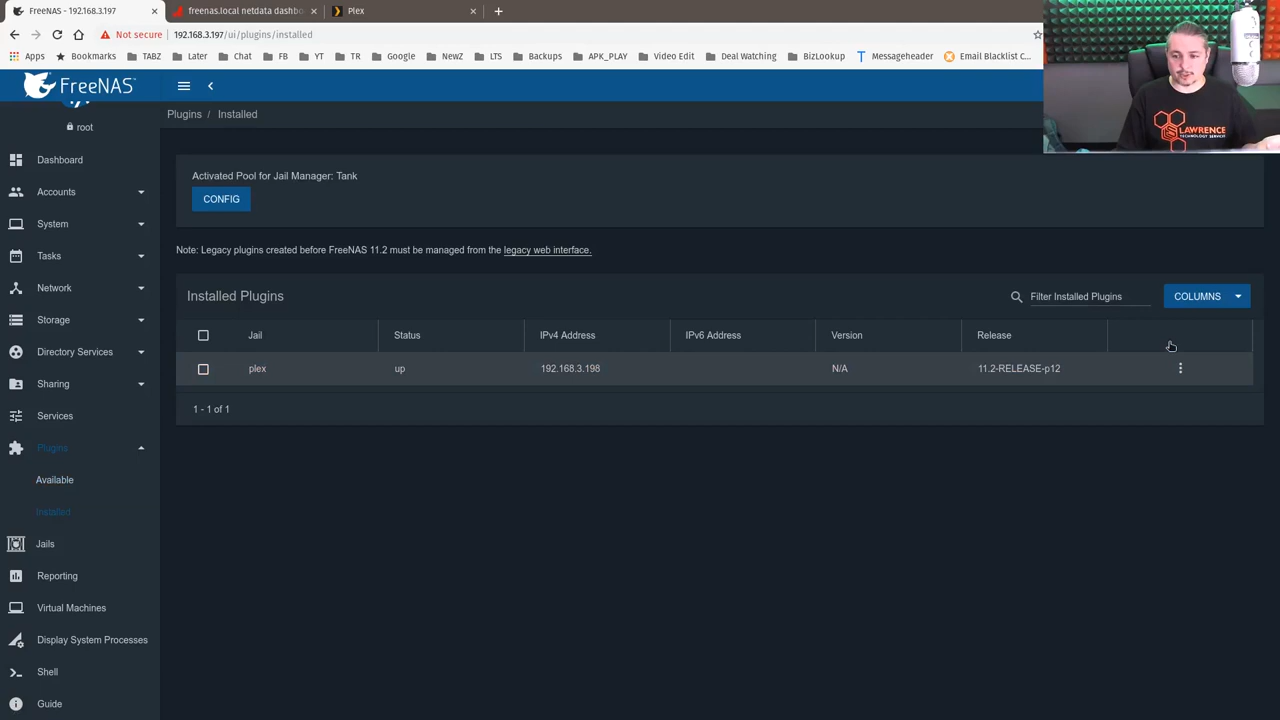 FreeNAS - 192.168.3.197
freenas.local netdata dashbo
Plex
Not secure
192.168.3.197/ui/plugins/installed
Apps
Bookmarks
TABZ
Later
Chat
FB
YT
TR
Google
NewZ
LTS
Backups
APK_PLAY
Video Edit
Deal Watching
BizLookup
Messageheader
Email Blacklist C...
FreeNAS
LAWRENCE
TECHNOLOGY SERVICES
Plugins / Installed
root
Dashboard
Accounts
System
Tasks
Network
Storage
Directory Services
Sharing
Services
Plugins
Available
Installed
Jails
Reporting
Virtual Machines
Display System Processes
Shell
Guide
Activated Pool for Jail Manager: Tank
CONFIG
Note: Legacy plugins created before FreeNAS 11.2 must be managed from the legacy web interface.
Installed Plugins
Filter Installed Plugins
COLUMNS
Jail Status IPv4 Address IPv6 Address Version Release
plex up 192.168.3.198 N/A 11.2-RELEASE-p12
1 - 1 of 1